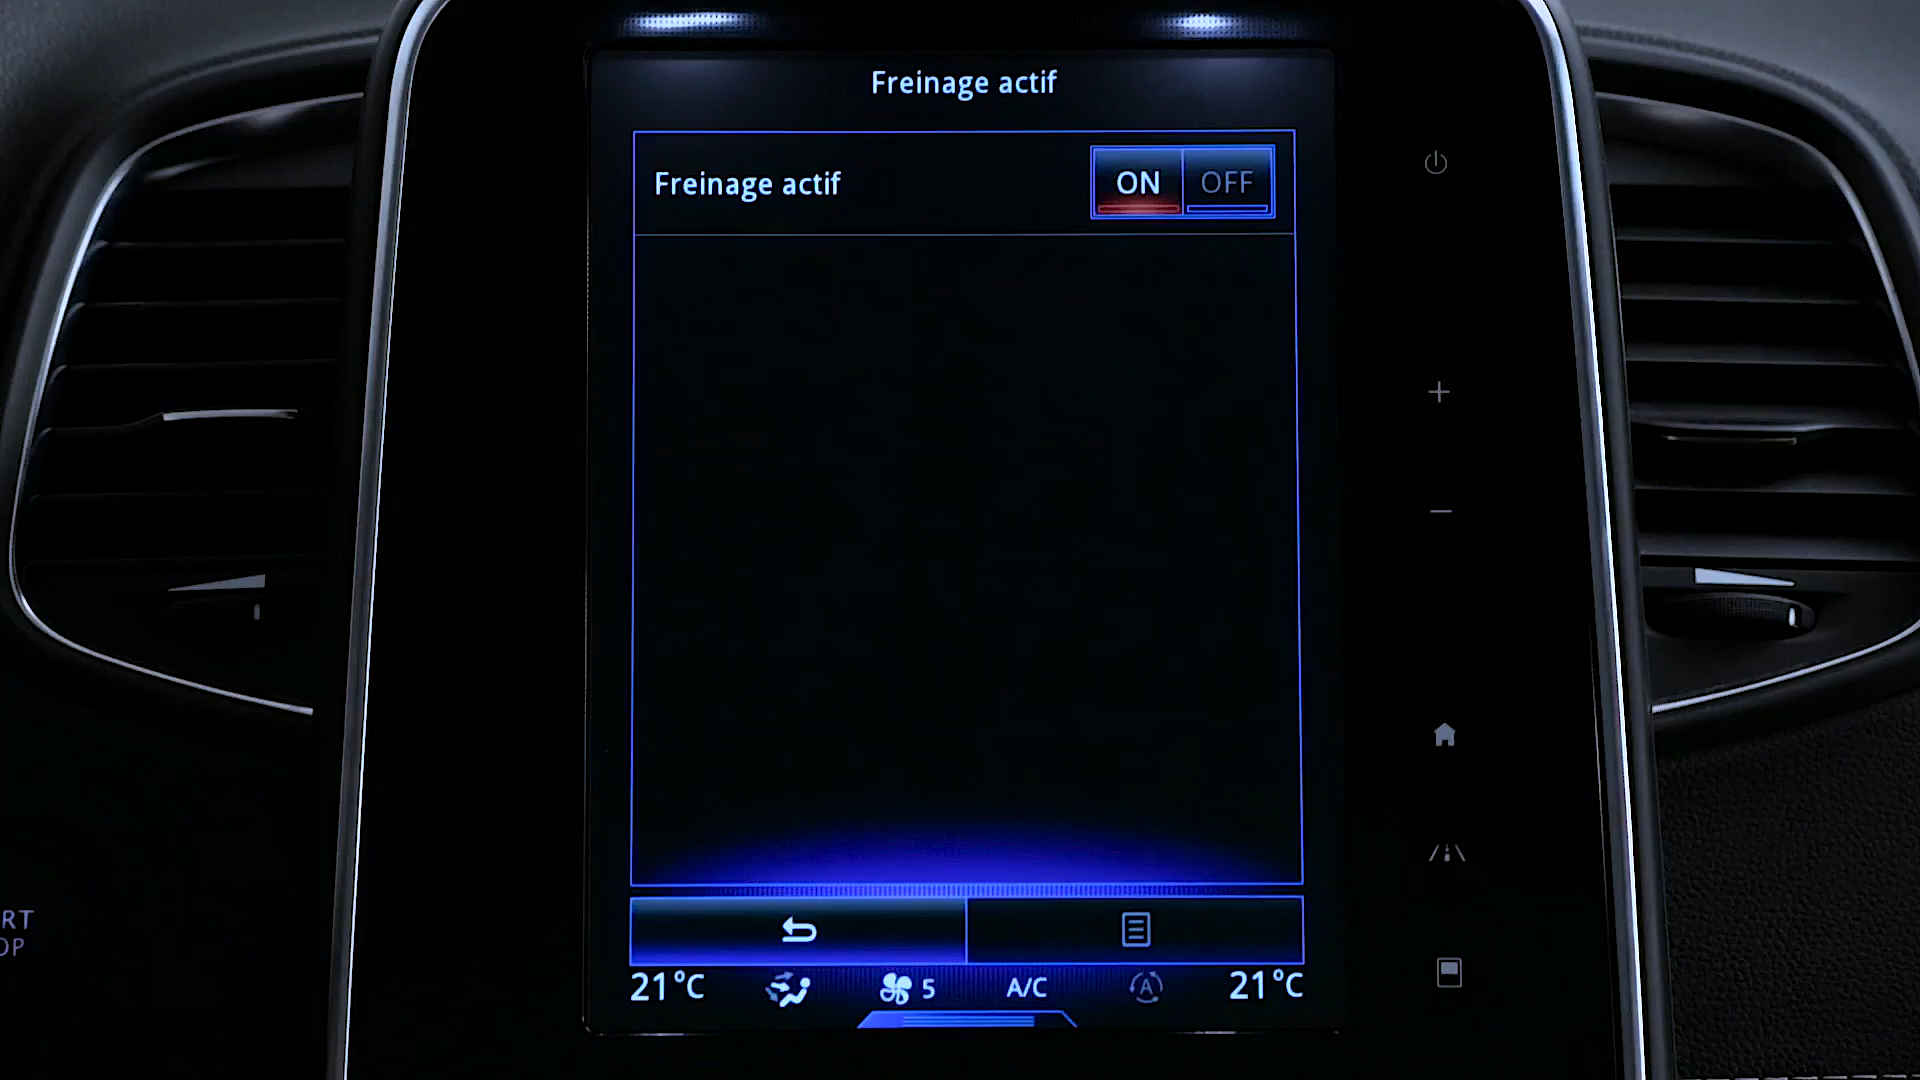 Freinage actif
Freinage actif
ON OFF
RT
OP
21°C 5 A/C A 21°C